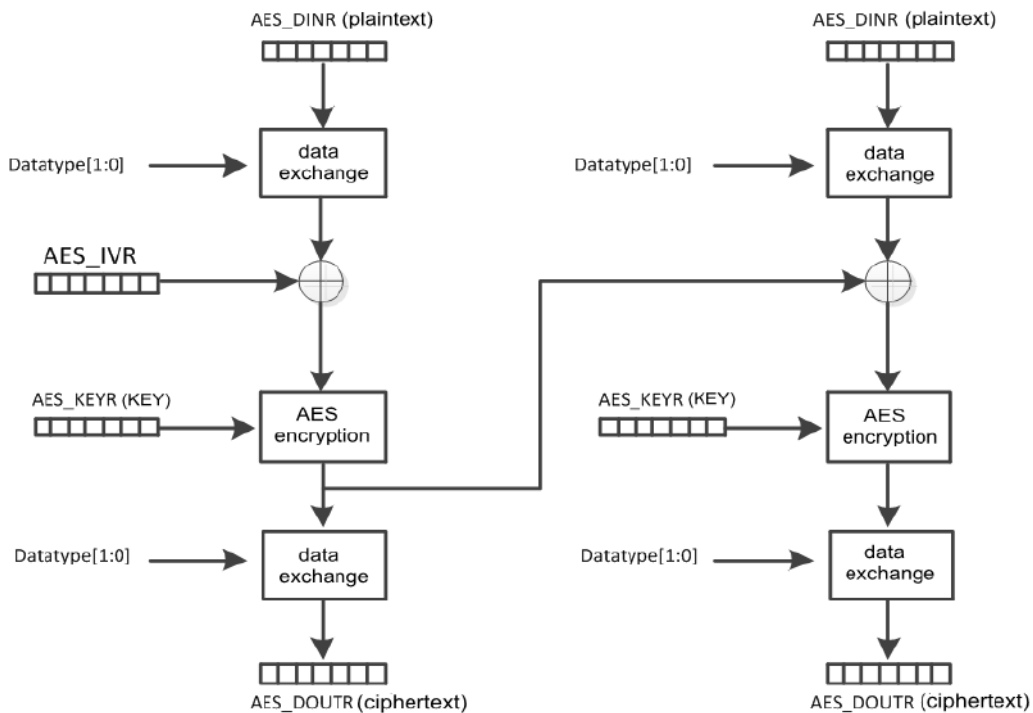 AES_DINR (plaintext)
AES_DINR (plaintext)
Datatype[1:0]
data
exchange
Datatype[1:0]
data
exchange
AES_IVR
AES_KEYR (KEY)
AES
encryption
AES_KEYR (KEY)
AES
encryption
Datatype[1:0]
data
exchange
Datatype[1:0]
data
exchange
AES_DOUTR (ciphertext)
AES_DOUTR (ciphertext)